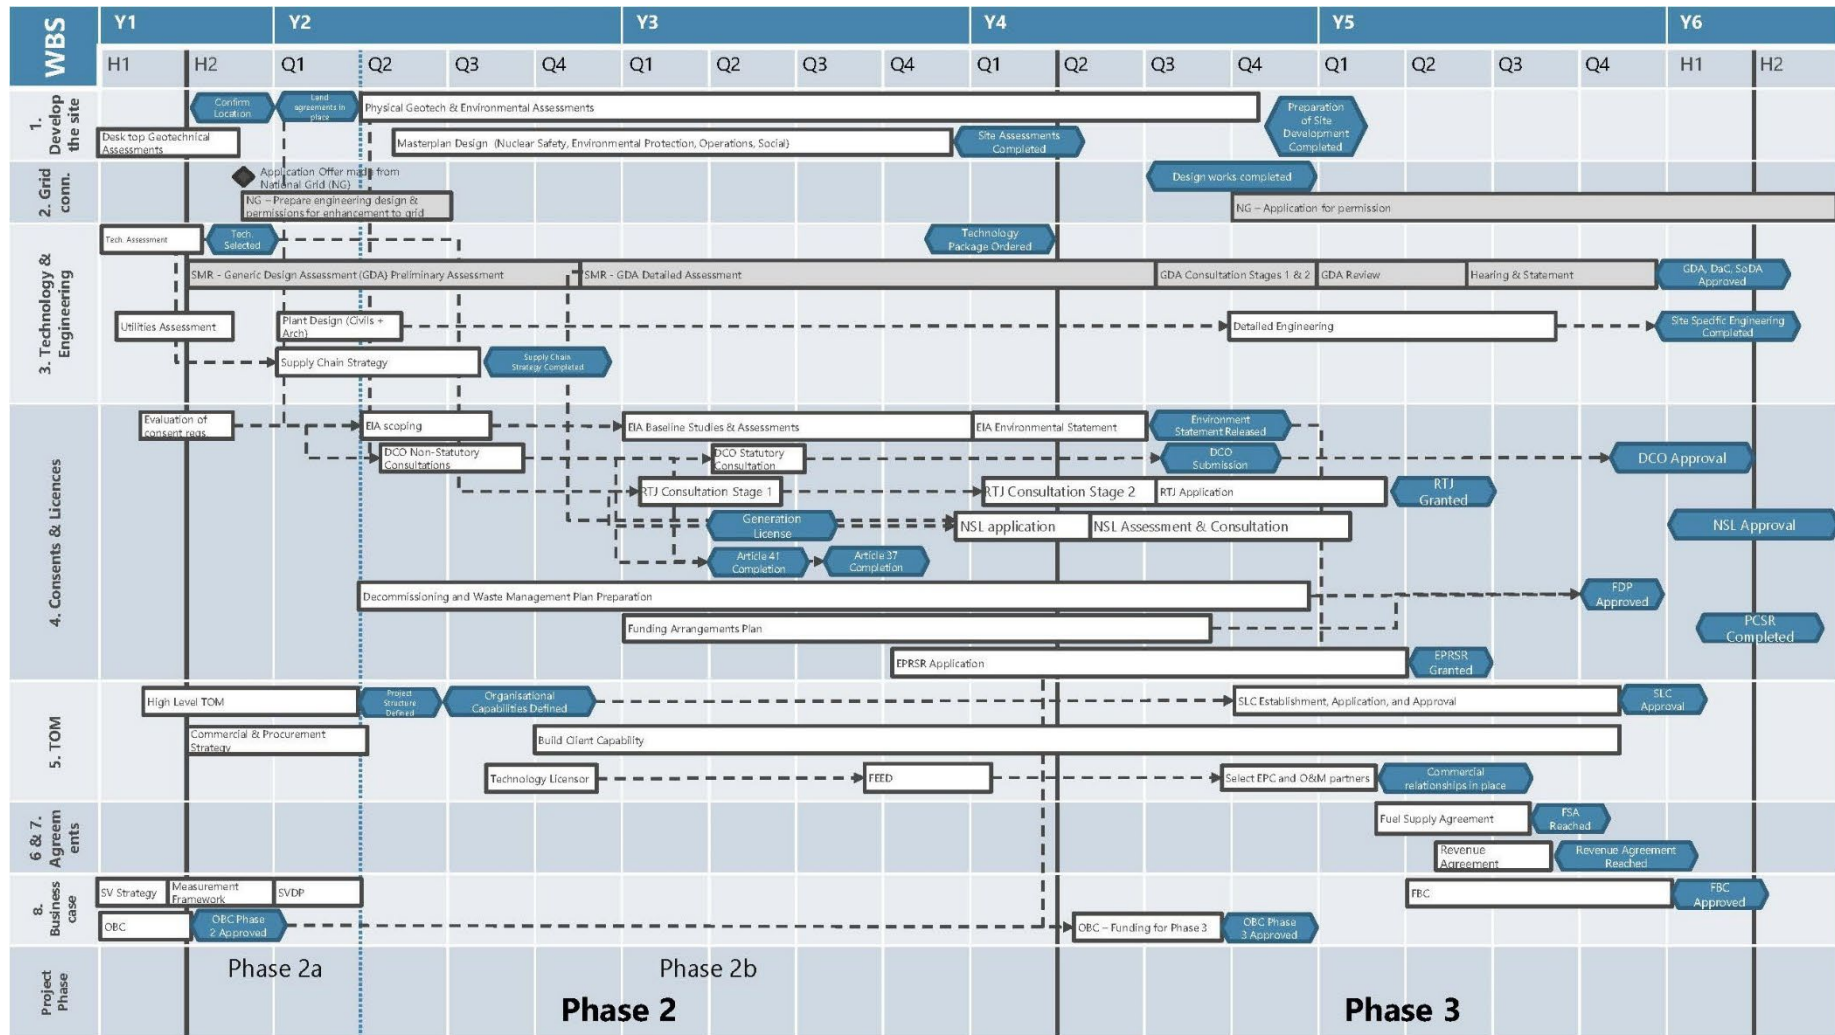 WBS
Y1
Y2
Y3
Y4
Y5
Y6
H1
H2
Q1
Q2
Q3
Q4
Q1
Q2
Q3
Q4
Q1
Q2
Q3
Q4
Q1
Q2
Q3
Q4
H1
H2
1.
Develop
the site
Confirm
Location
Land
agreements in
place
Physical Geotech & Environmental Assessments
Preparation
of Site
Development
Completed
Desk top Geotechnical
Assessments
Masterplan Design (Nuclear Safety, Environmental Protection, Operations, Social)
Site Assessments
Completed
2. Grid
conn.
Application Offer made from
National Grid (NG)
Design works completed
NG – Prepare engineering design &
permissions for enhancement to grid
NG – Application for permission
3. Technology &
Engineering
Tech. Assessment
Tech.
Selected
Technology
Package Ordered
SMR - Generic Design Assessment (GDA) Preliminary Assessment
SMR - GDA Detailed Assessment
GDA Consultation Stages 1 & 2
GDA Review
Hearing & Statement
GDA, DaC, SoDA
Approved
Utilities Assessment
Plant Design (Civils +
Arch)
Detailed Engineering
Site Specific Engineering
Completed
Supply Chain Strategy
Supply Chain
Strategy Completed
4. Consents & Licences
Evaluation of
consent reqs.
EIA scoping
EIA Baseline Studies & Assessments
EIA Environmental Statement
Environment
Statement Released
DCO Non-Statutory
Consultations
DCO Statutory
Consultation
DCO
Submission
DCO Approval
RTJ Consultation Stage 1
RTJ Consultation Stage 2
RTJ Application
RTJ
Granted
Generation
License
NSL application
NSL Assessment & Consultation
NSL Approval
Article 41
Completion
Article 37
Completion
Decommissioning and Waste Management Plan Preparation
FDP
Approved
Funding Arrangements Plan
PCSR
Completed
EPRSR Application
EPRSR
Granted
5. TOM
High Level TOM
Project
Structure
Defined
Organisational
Capabilities Defined
SLC Establishment, Application, and Approval
SLC
Approval
Commercial & Procurement
Strategy
Build Client Capability
Technology Licensor
FEED
Select EPC and O&M partners
Commercial
relationships in place
6 & 7.
Agreem
ents
Fuel Supply Agreement
FSA
Reached
Revenue
Agreement
Revenue Agreement
Reached
8.
Business
case
SV Strategy
Measurement
Framework
SVDP
FBC
FBC
Approved
OBC
OBC Phase
2 Approved
OBC – Funding for Phase 3
OBC Phase
3 Approved
Project
Phase
Phase 2a
Phase 2b
Phase 2
Phase 3